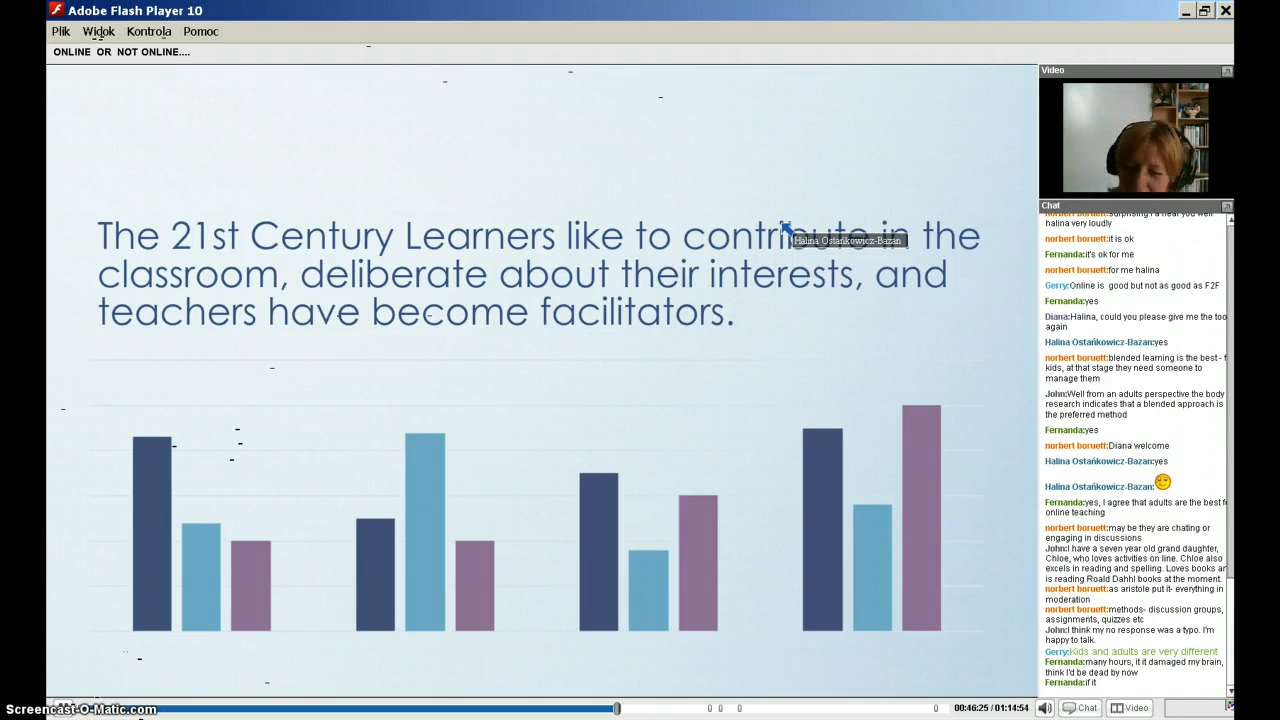 Adobe Flash Player 10
Plik Widok Kontrola Pomoc
ONLINE OR NOT ONLINE....
The 21st Century Learners like to contribute in the
classroom, deliberate about their interests, and
teachers have become facilitators.
Halina Ostańkowicz-Bazan
Video
Chat
halina very loudly
norbert boruett:it is ok
Fernanda:it's ok for me
norbert boruett:for me halina
Gerry:Online is good but not as good as F2F
Fernanda:yes
Diana:Halina, could you please give me the too
again
Halina Ostańkowicz-Bazan:yes
norbert boruett:blended learning is the best - f
kids, at that stage they need someone to
manage them
John:Well from an adults perspective the body
research indicates that a blended approach is
the preferred method
Fernanda:yes
norbert boruett:Diana welcome
Halina Ostańkowicz-Bazan:yes
Halina Ostańkowicz-Bazan:
Fernanda:yes, I agree that adults are the best fo
online teaching
norbert boruett:may be they are chating or
engaging in discussions
John:I have a seven year old grand daughter,
Chloe, who loves activities on line. Chloe also
excels in reading and spelling. Loves books an
is reading Roald Dahhl books at the moment.
norbert boruett:as aristole put it- everything in
moderation
norbert boruett:methods- discussion groups,
assignments, quizzes etc
John:I think my no response was a typo. I'm
happy to talk.
Gerry:Kids and adults are very different
Fernanda:many hours, it it damaged my brain,
think I'd be dead by now
Fernanda:if it
00:46:25 / 01:14:54
Chat
Video
Screencast-O-Matic.com